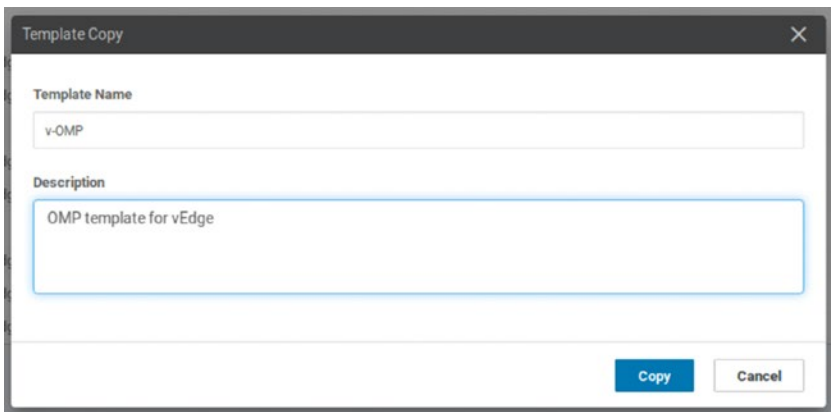 Template Copy
Template Name
v-OMP
Description
OMP template for vEdge
Copy Cancel